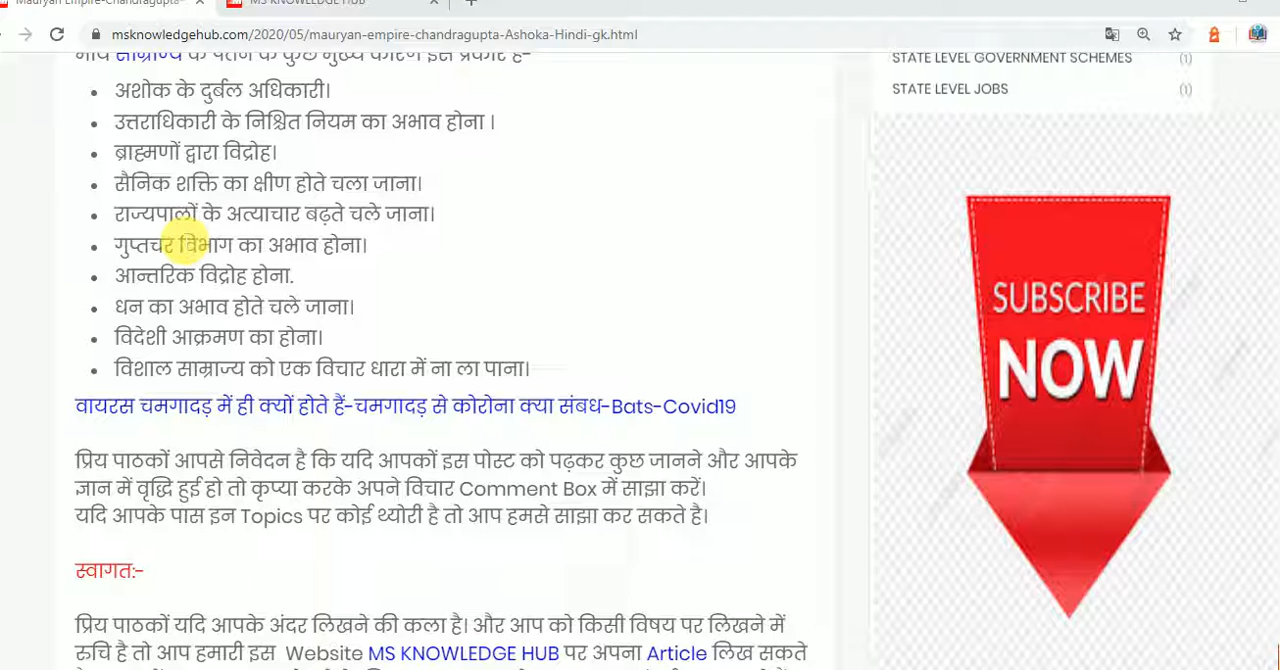 Mauryan Empire-Chandragupta-
MS KNOWLEDGE HUB
msknowledgehub.com/2020/05/mauryan-empire-chandragupta-Ashoka-Hindi-gk.html
मौर्य साम्राज्य के पतन के कुछ मुख्य कारण इस प्रकार है-
• अशोक के दुर्बल अधिकारी।
• उत्तराधिकारी के निश्चित नियम का अभाव होना ।
• ब्राह्मणों द्वारा विद्रोह।
• सैनिक शक्ति का क्षीण होते चला जाना।
• राज्यपालों के अत्याचार बढ़ते चले जाना।
• गुप्तचर विभाग का अभाव होना।
• आन्तरिक विद्रोह होना.
• धन का अभाव होते चले जाना।
• विदेशी आक्रमण का होना।
• विशाल साम्राज्य को एक विचार धारा में ना ला पाना।
वायरस चमगादड़ में ही क्यों होते हैं-चमगादड़ से कोरोना क्या संबध-Bats-Covid19
प्रिय पाठकों आपसे निवेदन है कि यदि आपकों इस पोस्ट को पढ़कर कुछ जानने और आपके
ज्ञान में वृद्धि हुई हो तो कृप्या करके अपने विचार Comment Box में साझा करें।
यदि आपके पास इन Topics पर कोई थ्योरी है तो आप हमसे साझा कर सकते है।
स्वागत:-
प्रिय पाठकों यदि आपके अंदर लिखने की कला है। और आप को किसी विषय पर लिखने में
रुचि है तो आप हमारी इस Website MS KNOWLEDGE HUB पर अपना Article लिख सकते
STATE LEVEL GOVERNMENT SCHEMES (1)
STATE LEVEL JOBS (1)
SUBSCRIBE
NOW